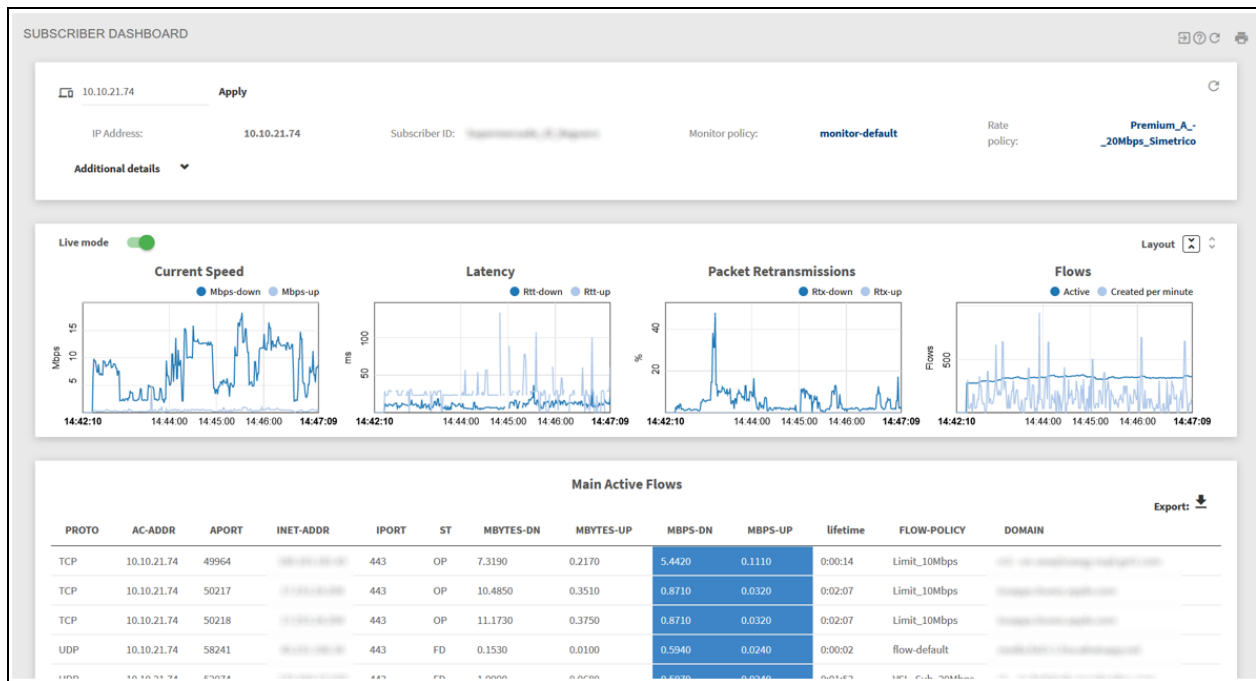 SUBSCRIBER DASHBOARD
10.10.21.74 Apply
IP Address: 10.10.21.74 Subscriber ID: Monitor policy: monitor-default Rate policy: Premium_A_-_20Mbps_Simetrico
Additional details
Live mode Layout
Current Speed
Mbps-down Mbps-up
Mbps
15
10
5
14:42:10 14:44:00 14:45:00 14:46:00 14:47:09
Latency
Rtt-down Rtt-up
ms
100
50
14:42:10 14:44:00 14:45:00 14:46:00 14:47:09
Packet Retransmissions
Rtx-down Rtx-up
%
40
20
14:42:10 14:44:00 14:45:00 14:46:00 14:47:09
Flows
Active Created per minute
Flows
500
14:42:10 14:44:00 14:45:00 14:46:00 14:47:09
Main Active Flows
Export:
PROTO AC-ADDR APORT INET-ADDR IPORT ST MBYTES-DN MBYTES-UP MBPS-DN MBPS-UP lifetime FLOW-POLICY DOMAIN
TCP 10.10.21.74 49964 443 OP 7.3190 0.2170 5.4420 0.1110 0:00:14 Limit_10Mbps
TCP 10.10.21.74 50217 443 OP 10.4850 0.3510 0.8710 0.0320 0:02:07 Limit_10Mbps
TCP 10.10.21.74 50218 443 OP 11.1730 0.3750 0.8710 0.0320 0:02:07 Limit_10Mbps
UDP 10.10.21.74 58241 443 FD 0.1530 0.0100 0.5940 0.0240 0:00:02 flow-default
UDP 10.10.21.74 443